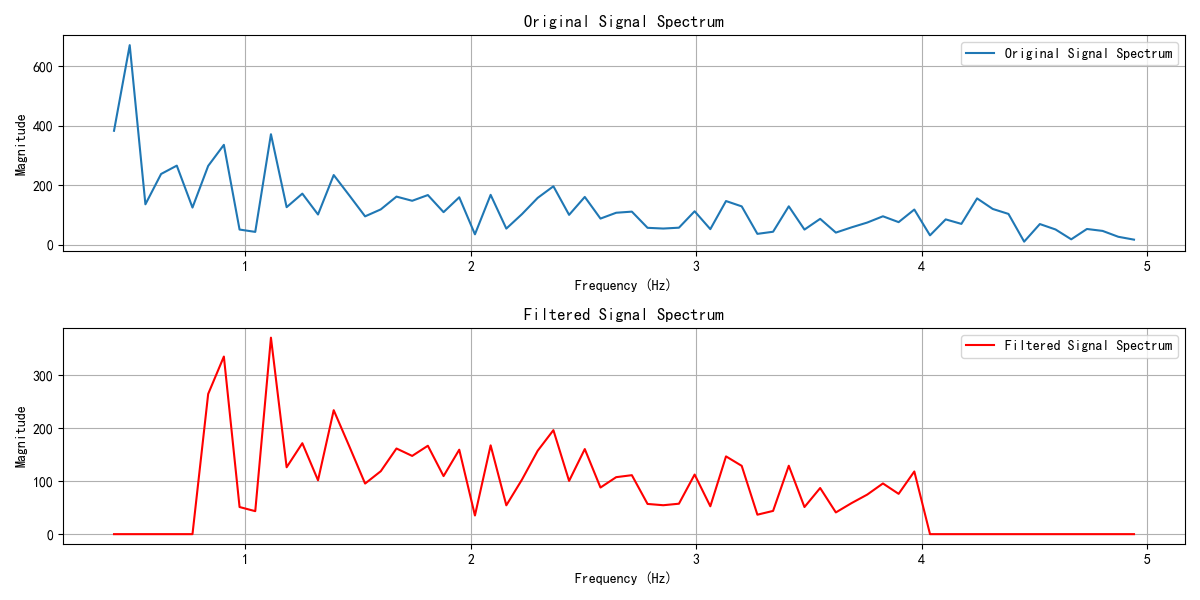 Original Signal Spectrum
Original Signal Spectrum
600
400
200
0
Magnitude
1 2 3 4 5
Frequency (Hz)
Filtered Signal Spectrum
Filtered Signal Spectrum
300
200
100
0
Magnitude
1 2 3 4 5
Frequency (Hz)